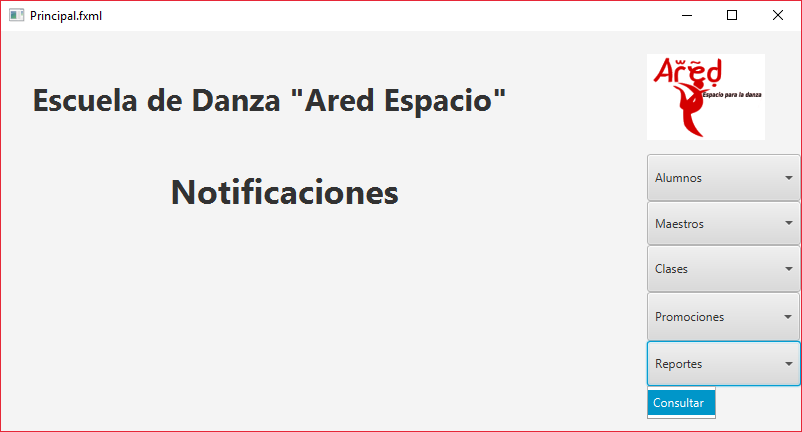 Principal.fxml
Escuela de Danza "Ared Espacio"
Notificaciones
Ared
Espacio para la danza
Alumnos
Maestros
Clases
Promociones
Reportes
Consultar